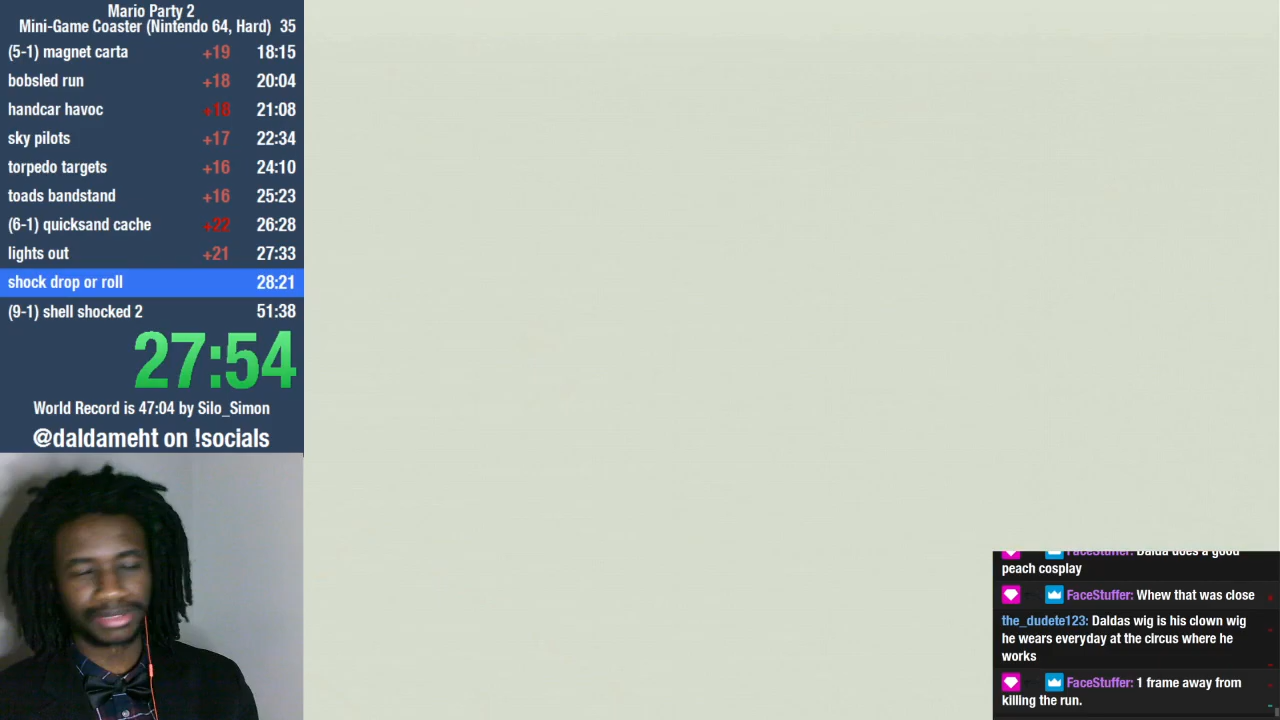 Mario Party 2
Mini-Game Coaster (Nintendo 64, Hard) 35
(5-1) magnet carta +19 18:15
bobsled run +18 20:04
handcar havoc +18 21:08
sky pilots +17 22:34
torpedo targets +16 24:10
toads bandstand +16 25:23
(6-1) quicksand cache +22 26:28
lights out +21 27:33
shock drop or roll 28:21
(9-1) shell shocked 2 51:38
27:54
World Record is 47:04 by Silo_Simon
@daldameht on !socials
FaceStuffer: Dalda does a good
peach cosplay
FaceStuffer: Whew that was close
the_dudete123: Daldas wig is his clown wig
he wears everyday at the circus where he
works
FaceStuffer: 1 frame away from
killing the run.